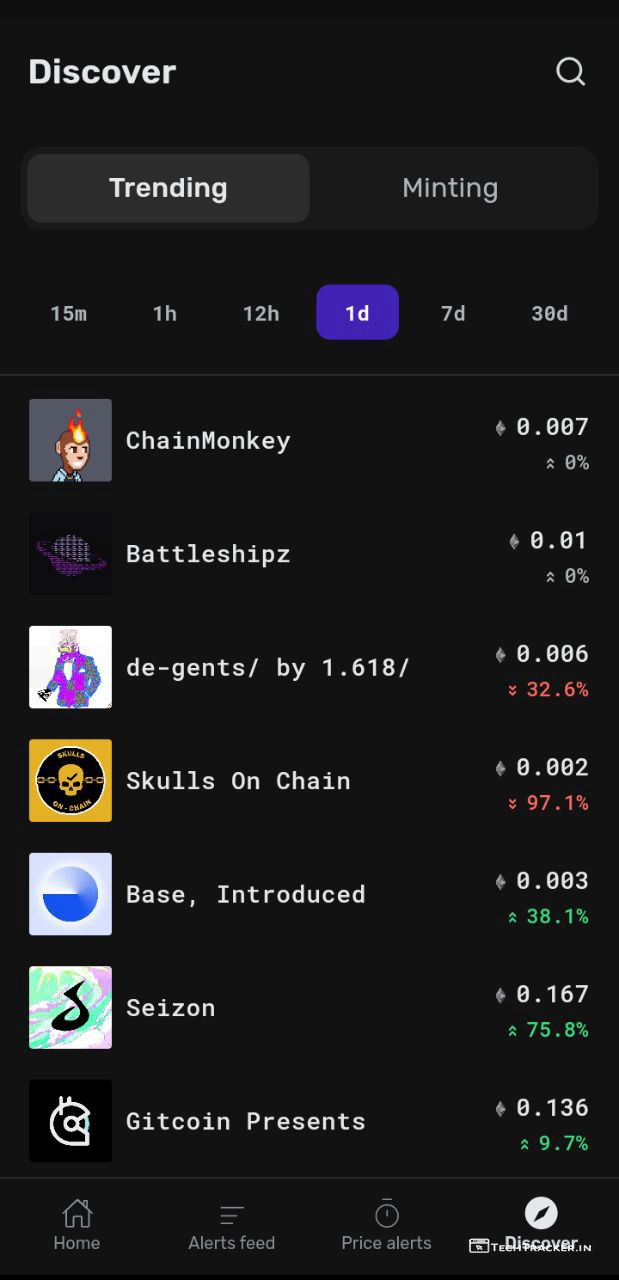 Discover
Trending Minting
15m 1h 12h 1d 7d 30d
ChainMonkey 0.007
0%
Battleshipz 0.01
0%
de-gents/ by 1.618/ 0.006
32.6%
SKULLS
ON-CHAIN
Skulls On Chain 0.002
97.1%
Base, Introduced 0.003
38.1%
Seizon 0.167
75.8%
Gitcoin Presents 0.136
9.7%
Home Alerts feed Price alerts Discover
TECHTRACKER.IN